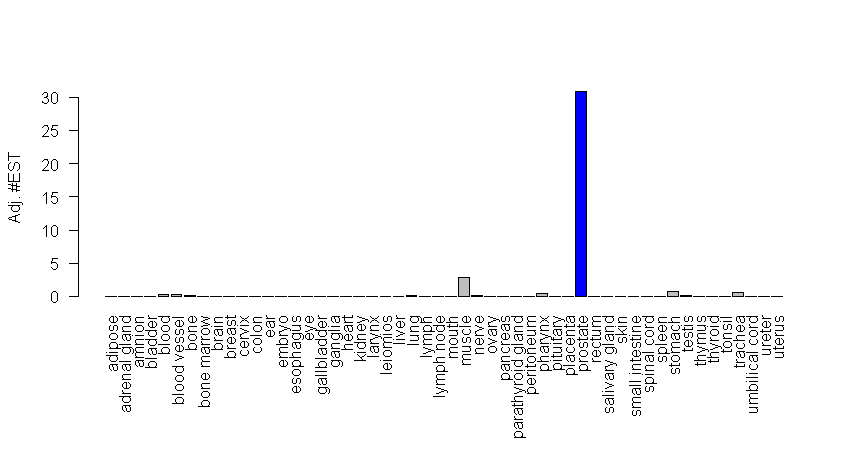 Adj. #EST
30
25
20
15
10
5
0
adipose
adrenal gland
amnion
bladder
blood
blood vessel
bone
bone marrow
brain
breast
cervix
colon
ear
embryo
esophagus
eye
gallbladder
ganglia
heart
kidney
larynx
leiomios
liver
lung
lymph
lymph node
mouth
muscle
nerve
ovary
pancreas
parathyroid gland
peritoneum
pharynx
pituitary
placenta
prostate
rectum
salivary gland
skin
small intestine
spinal cord
spleen
stomach
testis
thymus
thyroid
tonsil
trachea
umbilical cord
ureter
uterus